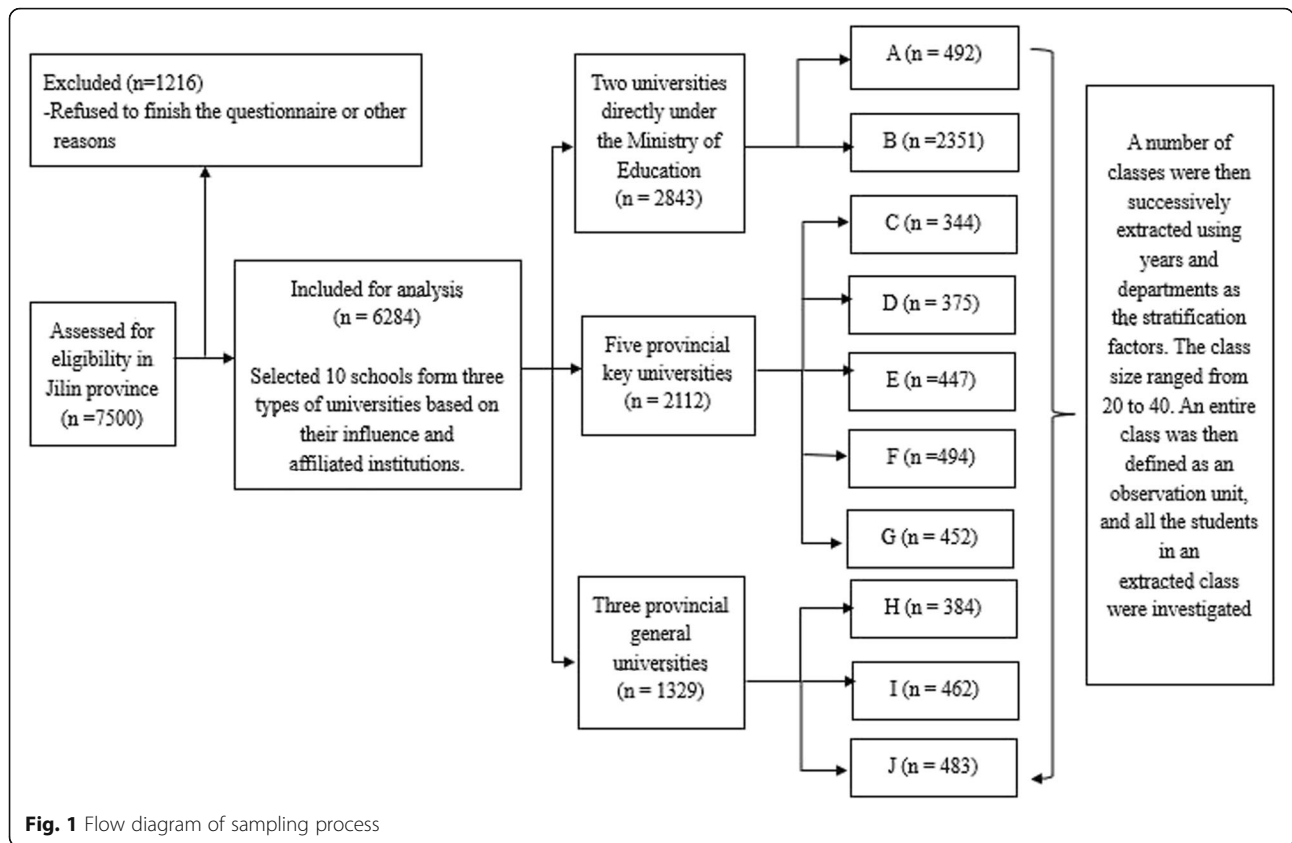 Excluded (n=1216)
-Refused to finish the questionnaire or other
reasons
Assessed for
eligibility in
Jilin province
(n =7500)
Included for analysis
(n = 6284)
Selected 10 schools form three
types of universities based on
their influence and
affiliated institutions.
Two universities
directly under
the Ministry of
Education
(n = 2843)
Five provincial
key universities
(n = 2112)
Three provincial
general
universities
(n = 1329)
A (n = 492)
B (n =2351)
C (n = 344)
D (n = 375)
E (n =447)
F (n =494)
G (n = 452)
H (n = 384)
I (n = 462)
J (n = 483)
A number of
classes were then
successively
extracted using
years and
departments as
the stratification
factors. The class
size ranged from
20 to 40. An entire
class was then
defined as an
observation unit,
and all the students
in an
extracted class
were investigated
Fig. 1 Flow diagram of sampling process